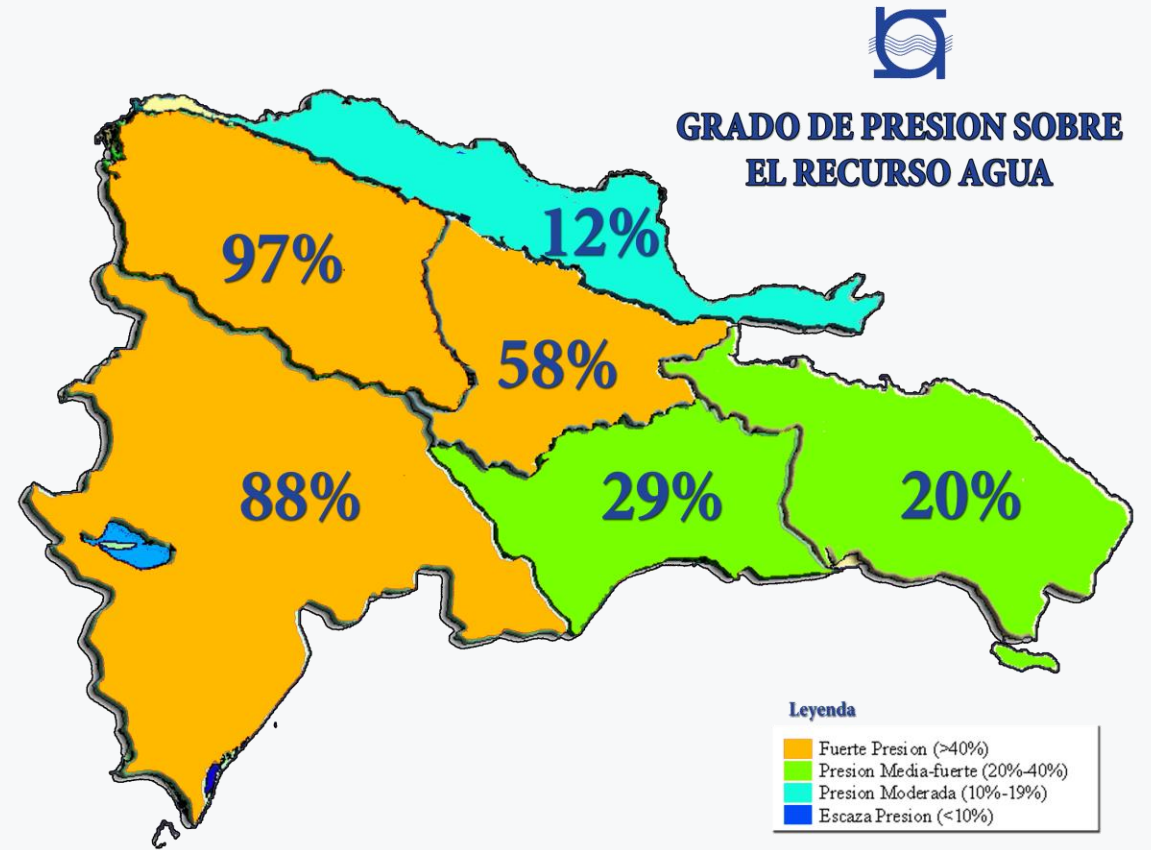 GRADO DE PRESION SOBRE
EL RECURSO AGUA
12%
97%
58%
88%
29%
20%
Leyenda
Fuerte Presion (>40%)
Presion Media-fuerte (20%-40%)
Presion Moderada (10%-19%)
Escaza Presion (<10%)